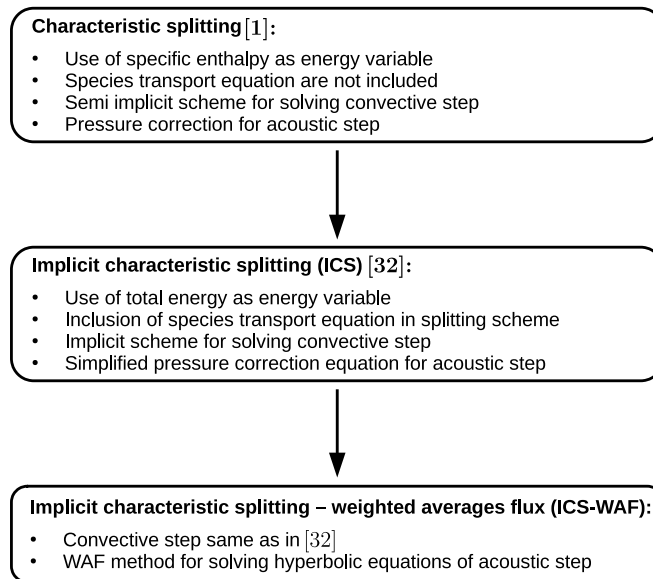 Characteristic splitting [1]:
• Use of specific enthalpy as energy variable
• Species transport equation are not included
• Semi implicit scheme for solving convective step
• Pressure correction for acoustic step
Implicit characteristic splitting (ICS) [32]:
• Use of total energy as energy variable
• Inclusion of species transport equation in splitting scheme
• Implicit scheme for solving convective step
• Simplified pressure correction equation for acoustic step
Implicit characteristic splitting – weighted averages flux (ICS-WAF):
• Convective step same as in [32]
• WAF method for solving hyperbolic equations of acoustic step